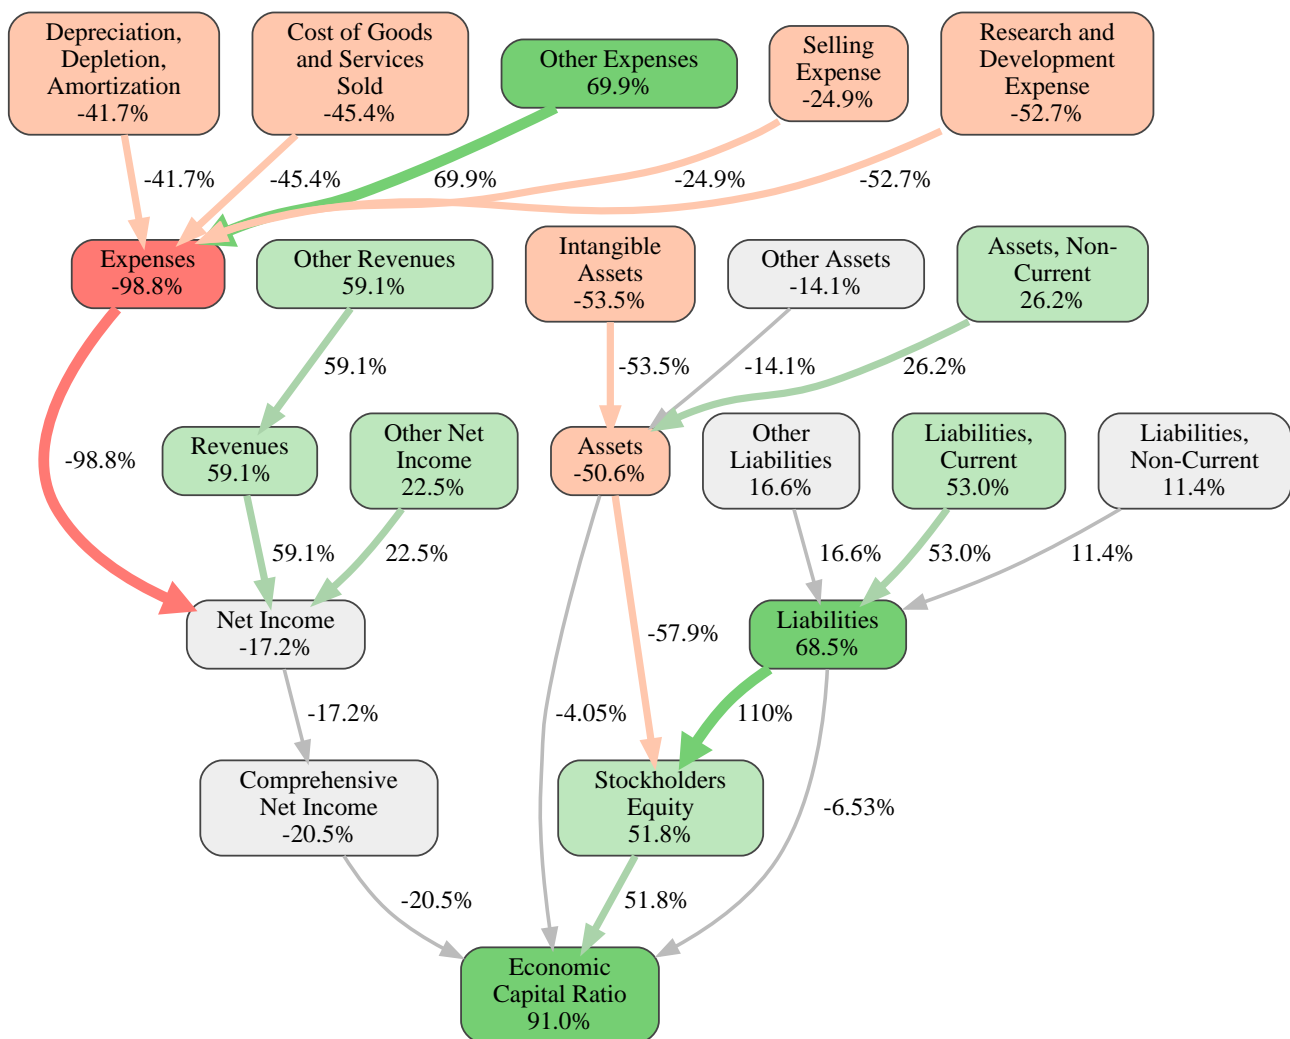 Depreciation,
Depletion,
Amortization
-41.7%
Cost of Goods
and Services
Sold
-45.4%
Other Expenses
69.9%
Selling
Expense
-24.9%
Research and
Development
Expense
-52.7%
-41.7%
-45.4%
69.9%
-24.9%
-52.7%
Expenses
-98.8%
Other Revenues
59.1%
Intangible
Assets
-53.5%
Other Assets
-14.1%
Assets, Non-
Current
26.2%
59.1%
-53.5%
-14.1%
26.2%
-98.8%
Revenues
59.1%
Other Net
Income
22.5%
Assets
-50.6%
Other
Liabilities
16.6%
Liabilities,
Current
53.0%
Liabilities,
Non-Current
11.4%
59.1%
22.5%
16.6%
53.0%
11.4%
Net Income
-17.2%
-57.9%
Liabilities
68.5%
-17.2%
-4.05%
110%
Comprehensive
Net Income
-20.5%
Stockholders
Equity
51.8%
-6.53%
-20.5%
51.8%
Economic
Capital Ratio
91.0%